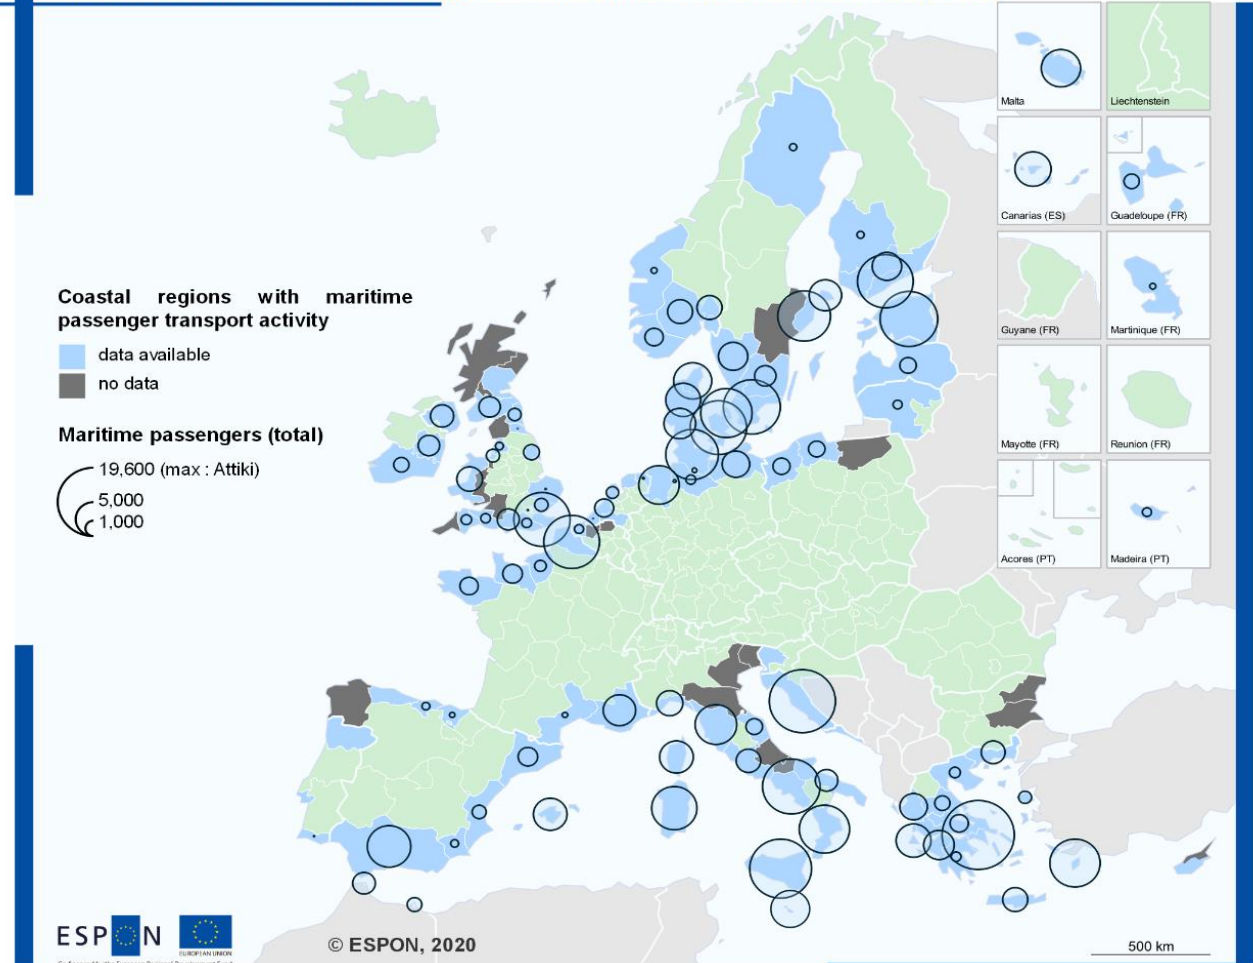 Coastal regions with maritime
passenger transport activity
data available
no data
Maritime passengers (total)
19,600 (max : Attiki)
5,000
1,000
Malta
Liechtenstein
Canarias (ES)
Guadeloupe (FR)
Guyane (FR)
Martinique (FR)
Mayotte (FR)
Reunion (FR)
Acores (PT)
Madeira (PT)
ESPON
EUROPEAN UNION
© ESPON, 2020
500 km